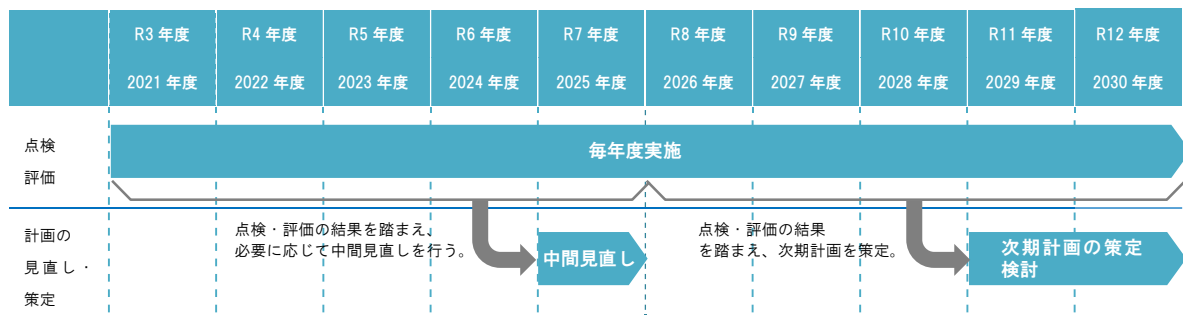 R3 年度 R4 年度 R5 年度 R6 年度 R7 年度 R8 年度 R9 年度 R10 年度 R11 年度 R12 年度
2021 年度 2022 年度 2023 年度 2024 年度 2025 年度 2026 年度 2027 年度 2028 年度 2029 年度 2030 年度
点検
評価
毎年度実施
計画の
見直し・
策定
点検・評価の結果を踏まえ、
必要に応じて中間見直しを行う。
中間見直し
点検・評価の結果
を踏まえ、次期計画を策定。
次期計画の策定
検討